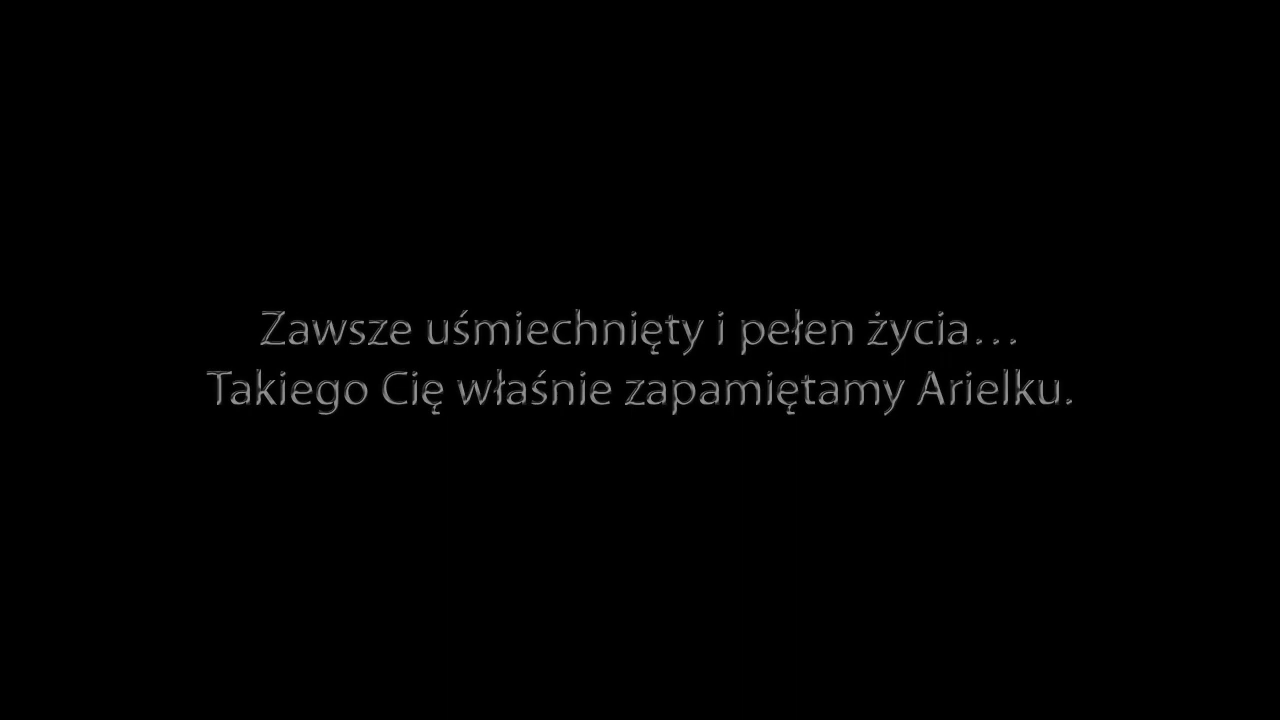 Zawsze uśmiechnięty i pełen życia...
Takiego Cię właśnie zapamiętamy Arielku.